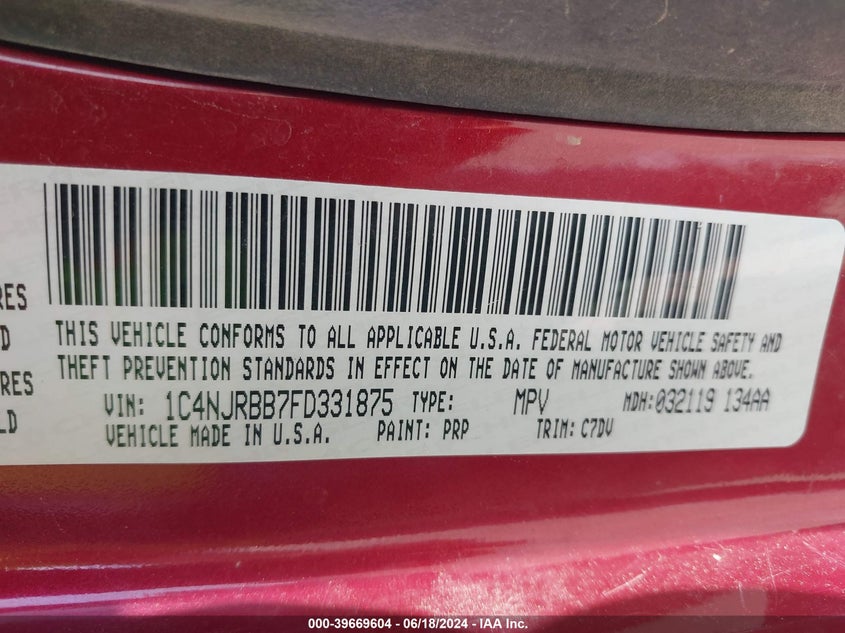 RES
D
RES
LD
THIS VEHICLE CONFORMS TO ALL APPLICABLE U.S.A. FEDERAL MOTOR VEHICLE SAFETY AND
THEFT PREVENTION STANDARDS IN EFFECT ON THE DATE OF MANUFACTURE SHOWN ABOVE.
VIN: 1C4NJRBB7FD331875 TYPE: MPV MDH: 032119 134AA
VEHICLE MADE IN U.S.A. PAINT: PRP TRIM: C7DV
000-39669604 - 06/18/2024 - IAA Inc.